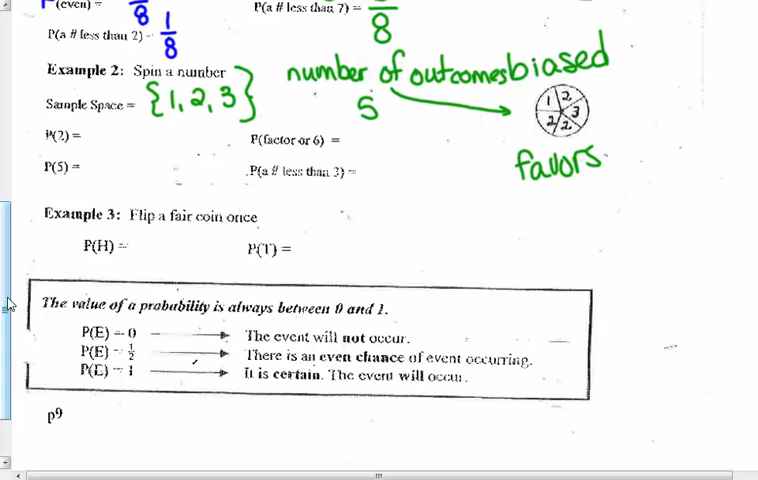 (even) = 8
P(a # less than 7) = 8
P(a # less than 2) - 1/8
Example 2: Spin a number
number of outcomes biased
5
Sample Space = {1, 2, 3}
1 2 3 2 2
P(2) =
P(factor of 6) =
favors
P(5) =
P(a # less than 3) =
Example 3: Flip a fair coin once
P(H) =
P(T) =
The value of a probability is always between 0 and 1.
P(E) = 0 The event will not occur.
P(E) = 1/2 There is an even chance of event occurring.
P(E) = 1 It is certain. The event will occur.
p9